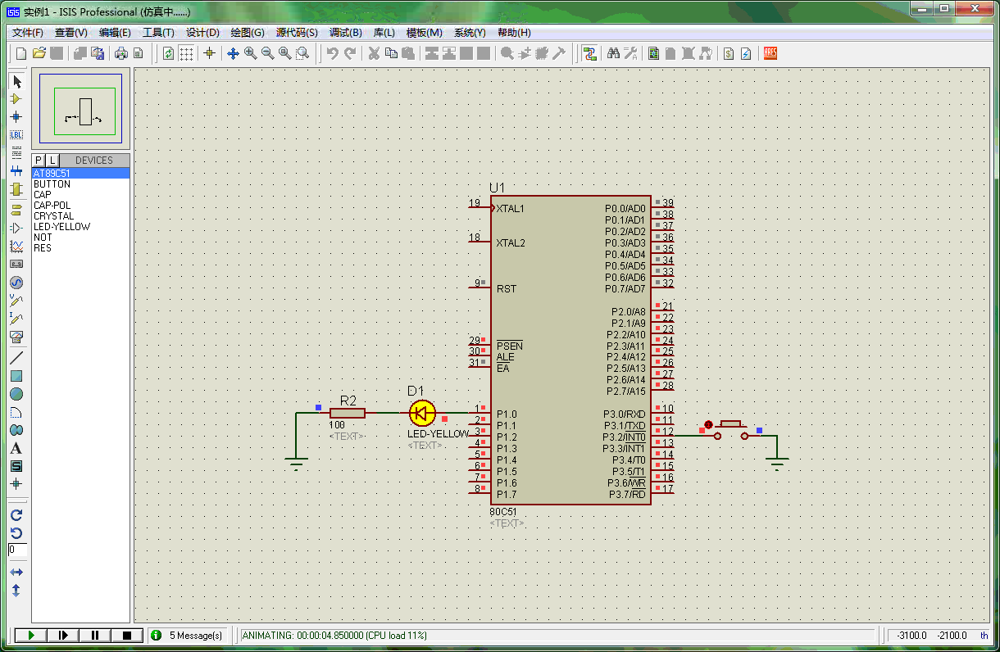 实例1 - ISIS Professional (仿真中......)
文件(F) 查看(V) 编辑(E) 工具(T) 设计(D) 绘图(G) 源代码(S) 调试(B) 库(L) 模板(M) 系统(Y) 帮助(H)
ARES
LBL
A
S
0
P L DEVICES
AT89C51
BUTTON
CAP
CAP-POL
CRYSTAL
LED-YELLOW
NOT
RES
U1
19 XTAL1 P0.0/AD0 39
P0.1/AD1 38
P0.2/AD2 37
18 XTAL2 P0.3/AD3 36
P0.4/AD4 35
P0.5/AD5 34
P0.6/AD6 33
9 RST P0.7/AD7 32
P2.0/A8 21
P2.1/A9 22
P2.2/A10 23
29 PSEN P2.3/A11 24
30 ALE P2.4/A12 25
31 EA P2.5/A13 26
P2.6/A14 27
P2.7/A15 28
1 P1.0 P3.0/RXD 10
2 P1.1 P3.1/TXD 11
3 P1.2 P3.2/INT0 12
4 P1.3 P3.3/INT1 13
5 P1.4 P3.4/T0 14
6 P1.5 P3.5/T1 15
7 P1.6 P3.6/WR 16
8 P1.7 P3.7/RD 17
80C51
<TEXT>
D1
LED-YELLOW
<TEXT>
R2
100
<TEXT>
5 Message(s)
ANIMATING: 00:00:04.850000 (CPU load 11%)
-3100.0 -2100.0 th